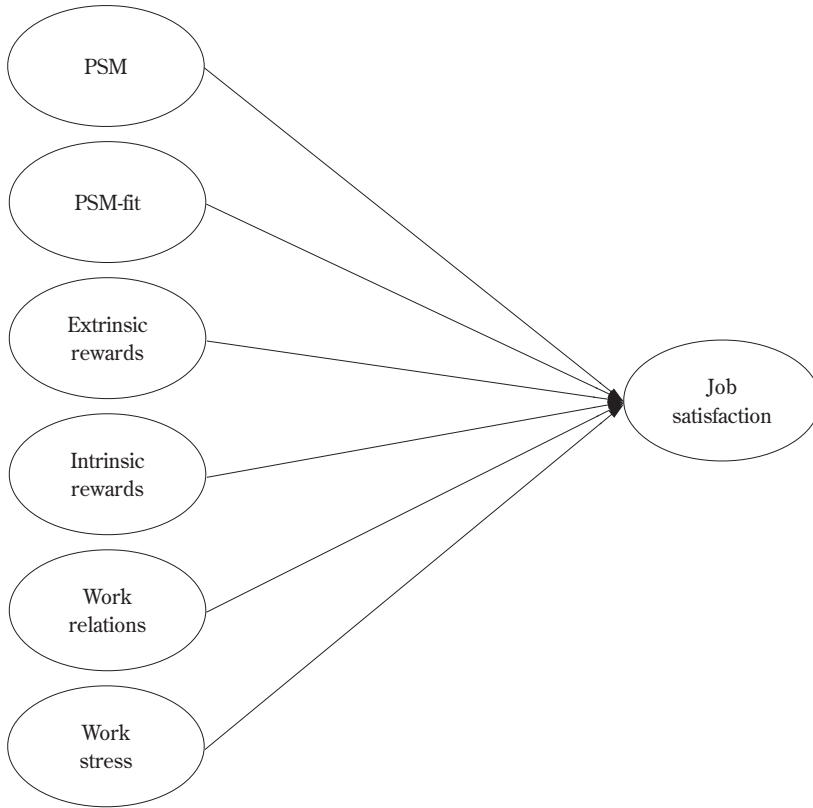 PSM
PSM-fit
Extrinsic
rewards
Intrinsic
rewards
Work
relations
Work
stress
Job
satisfaction